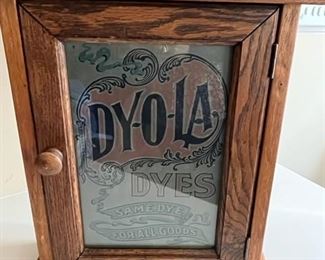 DY-O-LA
DYES
SAME DYE
FOR ALL GOODS